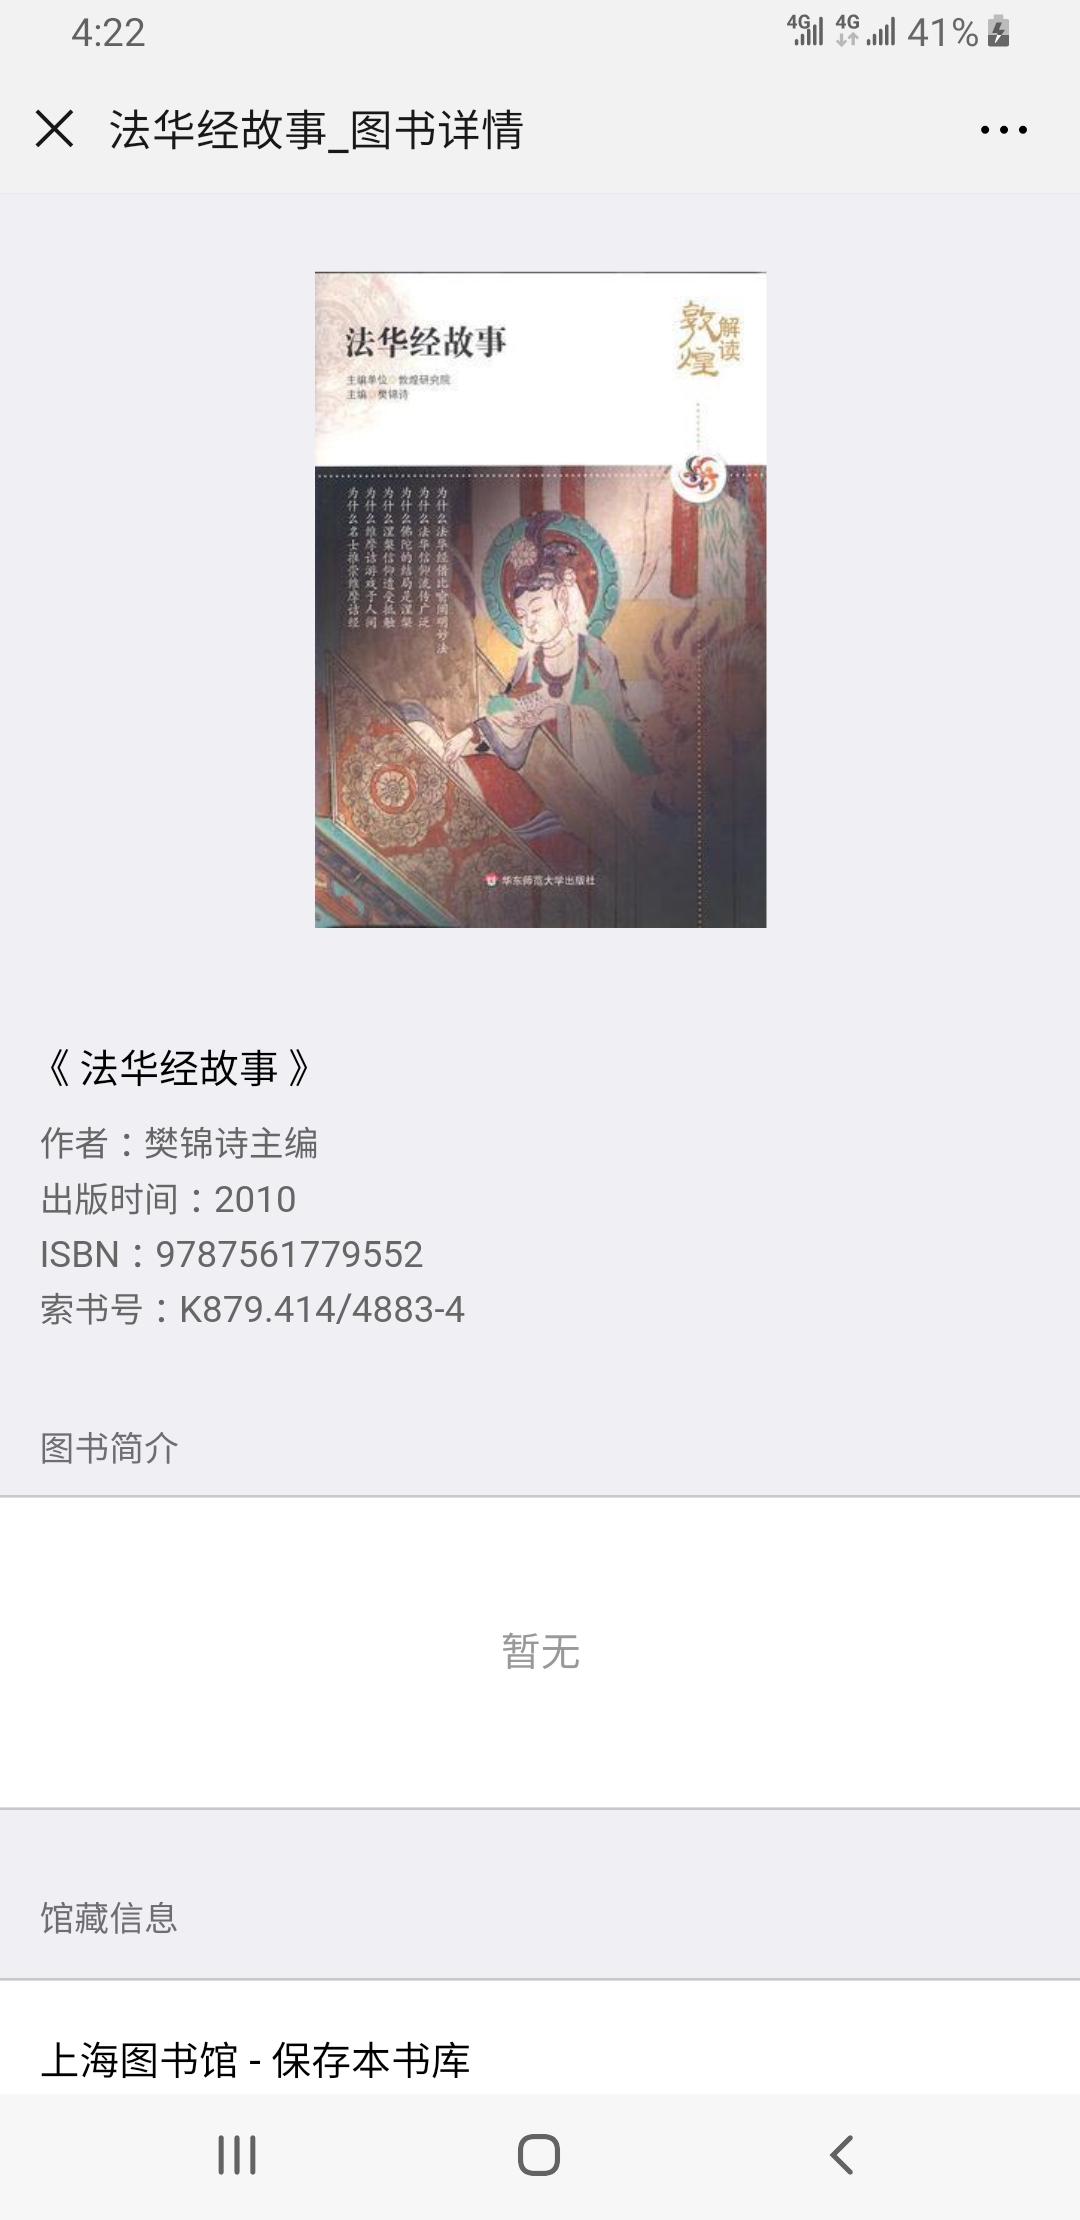 4:22
4G 4G 41%
法华经故事_图书详情
法华经故事
主编单位○敦煌研究院
主编○樊锦诗
解读
敦煌
为什么法华经借比喻阐明妙法
为什么法华信仰流传广泛
为什么佛陀的结局是涅槃
为什么涅槃信仰遭受抵触
为什么维摩诘游戏于人间
为什么名士推崇维摩诘经
华东师范大学出版社
《 法华经故事 》
作者：樊锦诗主编
出版时间：2010
ISBN：9787561779552
索书号：K879.414/4883-4
图书简介
暂无
馆藏信息
上海图书馆 - 保存本书库